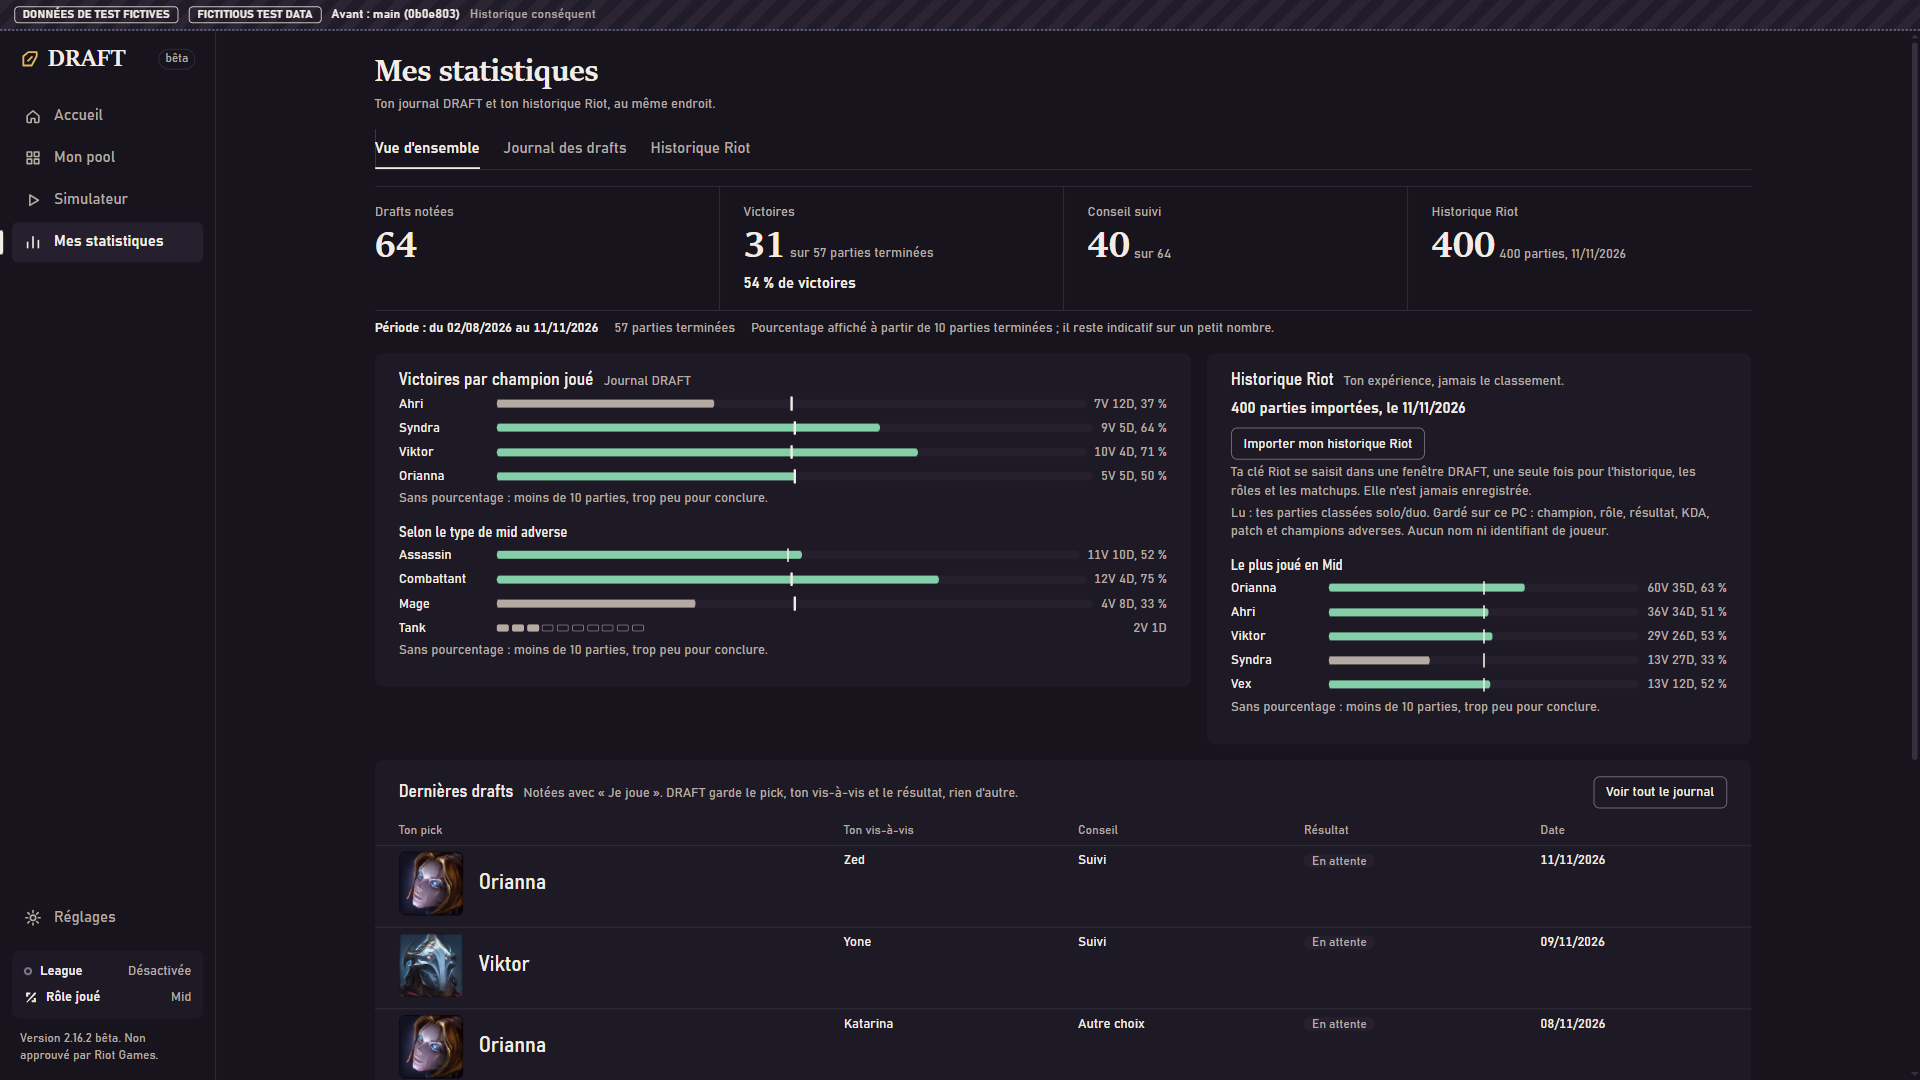 DONNÉES DE TEST FICTIVES FICTITIOUS TEST DATA Avant : main (0b0e803) Historique conséquent
DRAFT bêta
Accueil
Mon pool
Simulateur
Mes statistiques
Réglages
League Désactivée
Rôle joué Mid
Version 2.16.2 bêta. Non
approuvé par Riot Games.
Mes statistiques
Ton journal DRAFT et ton historique Riot, au même endroit.
Vue d'ensemble Journal des drafts Historique Riot
Drafts notées
64
Victoires
31 sur 57 parties terminées
54 % de victoires
Conseil suivi
40 sur 64
Historique Riot
400 400 parties, 11/11/2026
Période : du 02/08/2026 au 11/11/2026 57 parties terminées Pourcentage affiché à partir de 10 parties terminées ; il reste indicatif sur un petit nombre.
Victoires par champion joué Journal DRAFT
Ahri 7V 12D, 37 %
Syndra 9V 5D, 64 %
Viktor 10V 4D, 71 %
Orianna 5V 5D, 50 %
Sans pourcentage : moins de 10 parties, trop peu pour conclure.
Selon le type de mid adverse
Assassin 11V 10D, 52 %
Combattant 12V 4D, 75 %
Mage 4V 8D, 33 %
Tank 2V 1D
Sans pourcentage : moins de 10 parties, trop peu pour conclure.
Historique Riot Ton expérience, jamais le classement.
400 parties importées, le 11/11/2026
Importer mon historique Riot
Ta clé Riot se saisit dans une fenêtre DRAFT, une seule fois pour l'historique, les
rôles et les matchups. Elle n'est jamais enregistrée.
Lu : tes parties classées solo/duo. Gardé sur ce PC : champion, rôle, résultat, KDA,
patch et champions adverses. Aucun nom ni identifiant de joueur.
Le plus joué en Mid
Orianna 60V 35D, 63 %
Ahri 36V 34D, 51 %
Viktor 29V 26D, 53 %
Syndra 13V 27D, 33 %
Vex 13V 12D, 52 %
Sans pourcentage : moins de 10 parties, trop peu pour conclure.
Dernières drafts Notées avec « Je joue ». DRAFT garde le pick, ton vis-à-vis et le résultat, rien d'autre.
Voir tout le journal
Ton pick Ton vis-à-vis Conseil Résultat Date
Orianna Zed Suivi En attente 11/11/2026
Viktor Yone Suivi En attente 09/11/2026
Orianna Katarina Autre choix En attente 08/11/2026